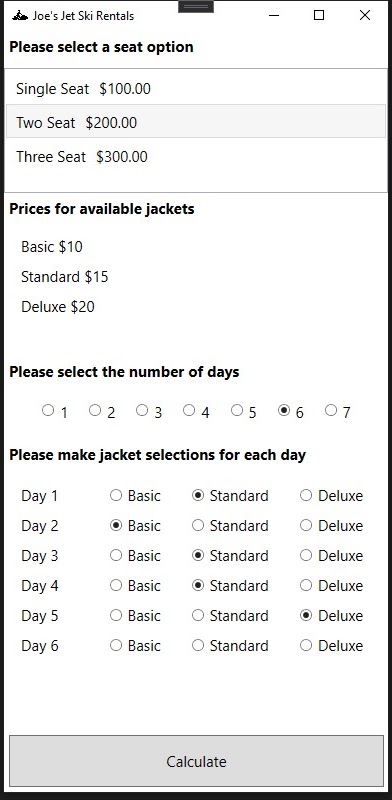 Joe's Jet Ski Rentals
Please select a seat option
Single Seat $100.00
Two Seat $200.00
Three Seat $300.00
Prices for available jackets
Basic $10
Standard $15
Deluxe $20
Please select the number of days
1 2 3 4 5 6 7
Please make jacket selections for each day
Day 1 Basic Standard Deluxe
Day 2 Basic Standard Deluxe
Day 3 Basic Standard Deluxe
Day 4 Basic Standard Deluxe
Day 5 Basic Standard Deluxe
Day 6 Basic Standard Deluxe
Calculate